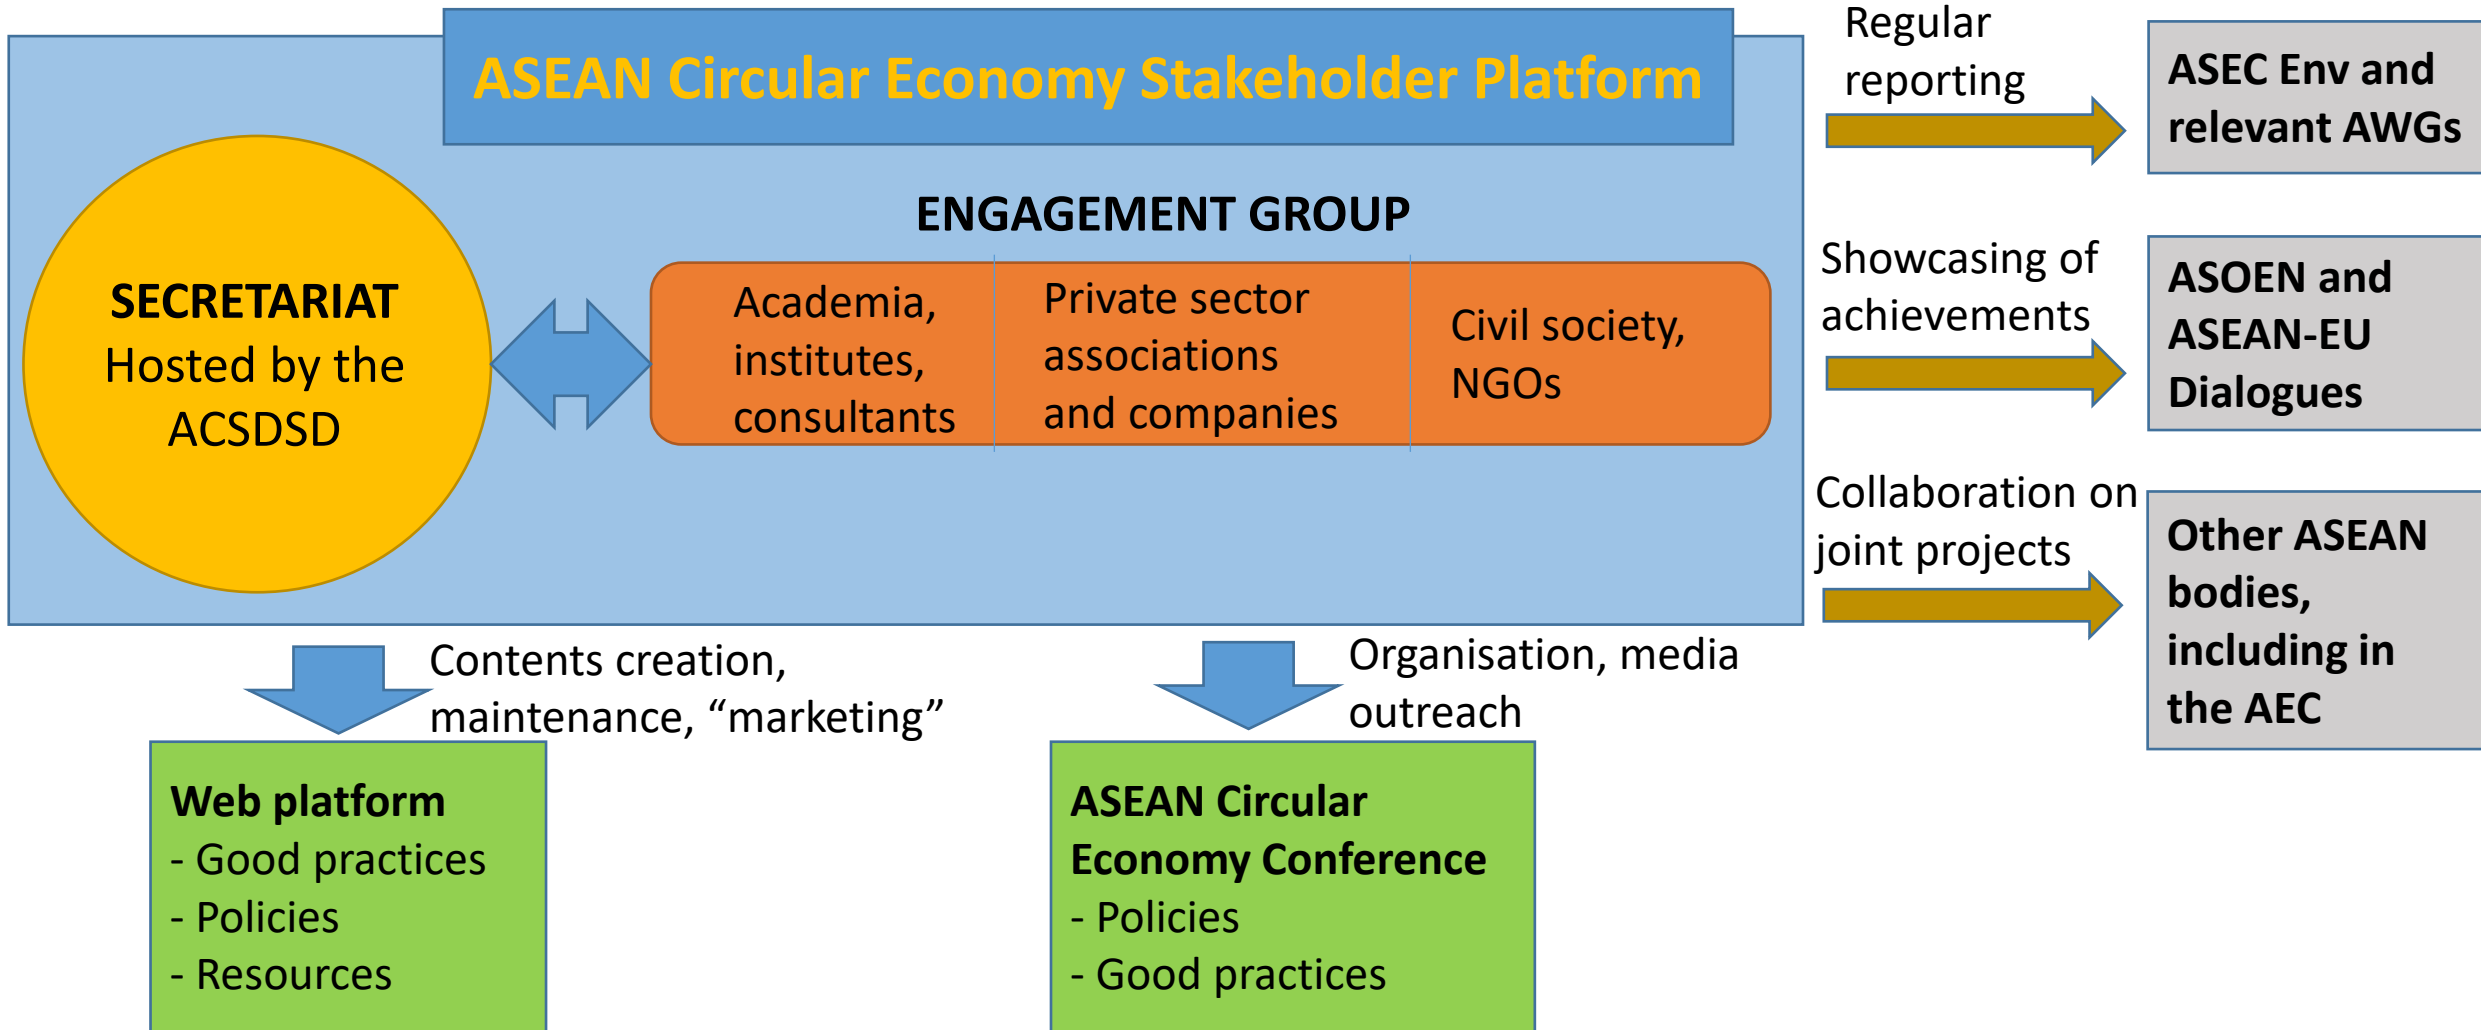 ASEAN Circular Economy Stakeholder Platform
SECRETARIAT
Hosted by the
ACSDSD
ENGAGEMENT GROUP
Academia,
institutes,
consultants
Private sector
associations
and companies
Civil society,
NGOs
Regular
reporting
ASEC Env and
relevant AWGs
Showcasing of
achievements
ASOEN and
ASEAN-EU
Dialogues
Collaboration on
joint projects
Other ASEAN
bodies,
including in
the AEC
Contents creation,
maintenance, “marketing”
Web platform
- Good practices
- Policies
- Resources
Organisation, media
outreach
ASEAN Circular
Economy Conference
- Policies
- Good practices